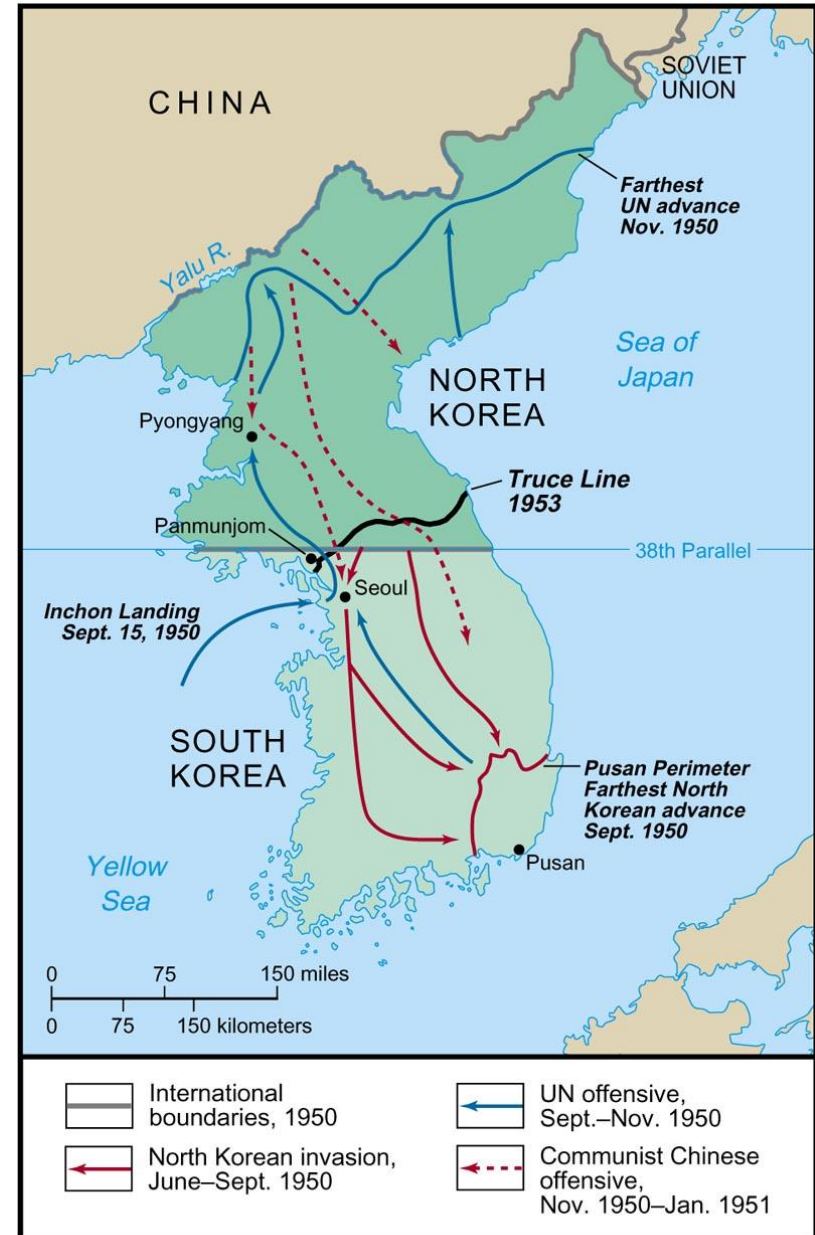 CHINA
SOVIET
UNION
Farthest
UN advance
Nov. 1950
Yalu R.
Sea of
Japan
NORTH
KOREA
Pyongyang
Truce Line
1953
Panmunjom
38th Parallel
Seoul
Inchon Landing
Sept. 15, 1950
SOUTH
KOREA
Pusan Perimeter
Farthest North
Korean advance
Sept. 1950
Pusan
Yellow
Sea
0 75 150 miles
0 75 150 kilometers
International
boundaries, 1950
North Korean invasion,
June–Sept. 1950
UN offensive,
Sept.–Nov. 1950
Communist Chinese
offensive,
Nov. 1950–Jan. 1951